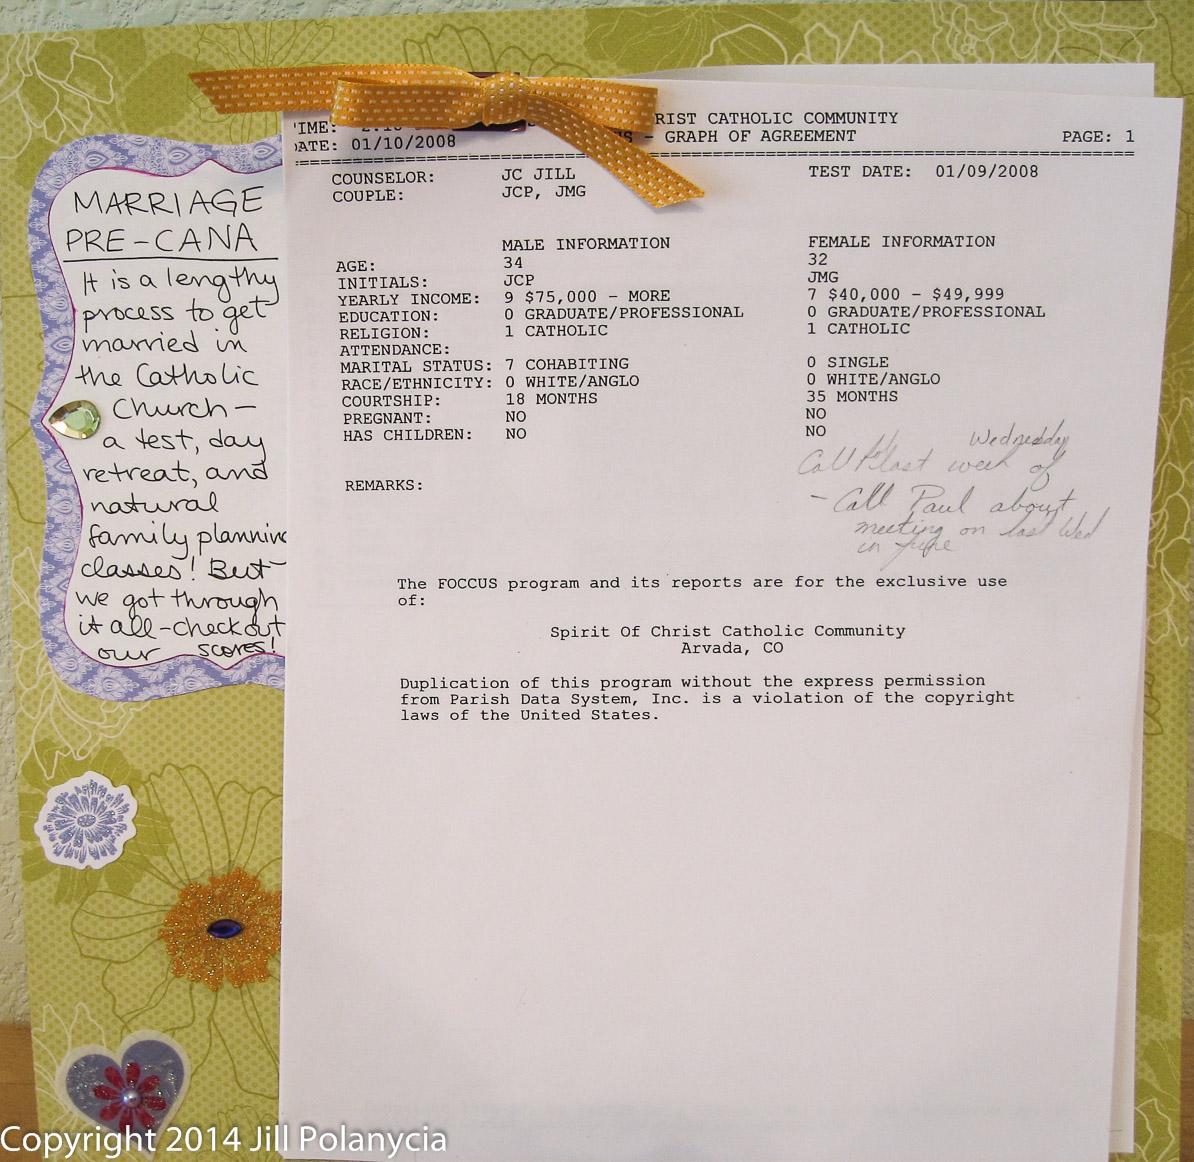 MARRIAGE
PRE-CANA
It is a lengthy
process to get
married in
the Catholic
Church-
a test, day
retreat, and
natural
family planning
classes! But
we got through
it all-check out
our scores!
RIST CATHOLIC COMMUNITY
- GRAPH OF AGREEMENT PAGE: 1
IME:
ATE: 01/10/2008
COUNSELOR: JC JILL TEST DATE: 01/09/2008
COUPLE: JCP, JMG
MALE INFORMATION FEMALE INFORMATION
AGE: 34 32
INITIALS: JCP JMG
YEARLY INCOME: 9 $75,000 - MORE 7 $40,000 - $49,999
EDUCATION: 0 GRADUATE/PROFESSIONAL 0 GRADUATE/PROFESSIONAL
RELIGION: 1 CATHOLIC 1 CATHOLIC
ATTENDANCE:
MARITAL STATUS: 7 COHABITING 0 SINGLE
RACE/ETHNICITY: 0 WHITE/ANGLO 0 WHITE/ANGLO
COURTSHIP: 18 MONTHS 35 MONTHS
PREGNANT: NO NO
HAS CHILDREN: NO NO
Wednesday
Call last week of
- Call Paul about
meeting on last Wed
in June
REMARKS:
The FOCCUS program and its reports are for the exclusive use
of:
Spirit Of Christ Catholic Community
Arvada, CO
Duplication of this program without the express permission
from Parish Data System, Inc. is a violation of the copyright
laws of the United States.
Copyright 2014 Jill Polanycia